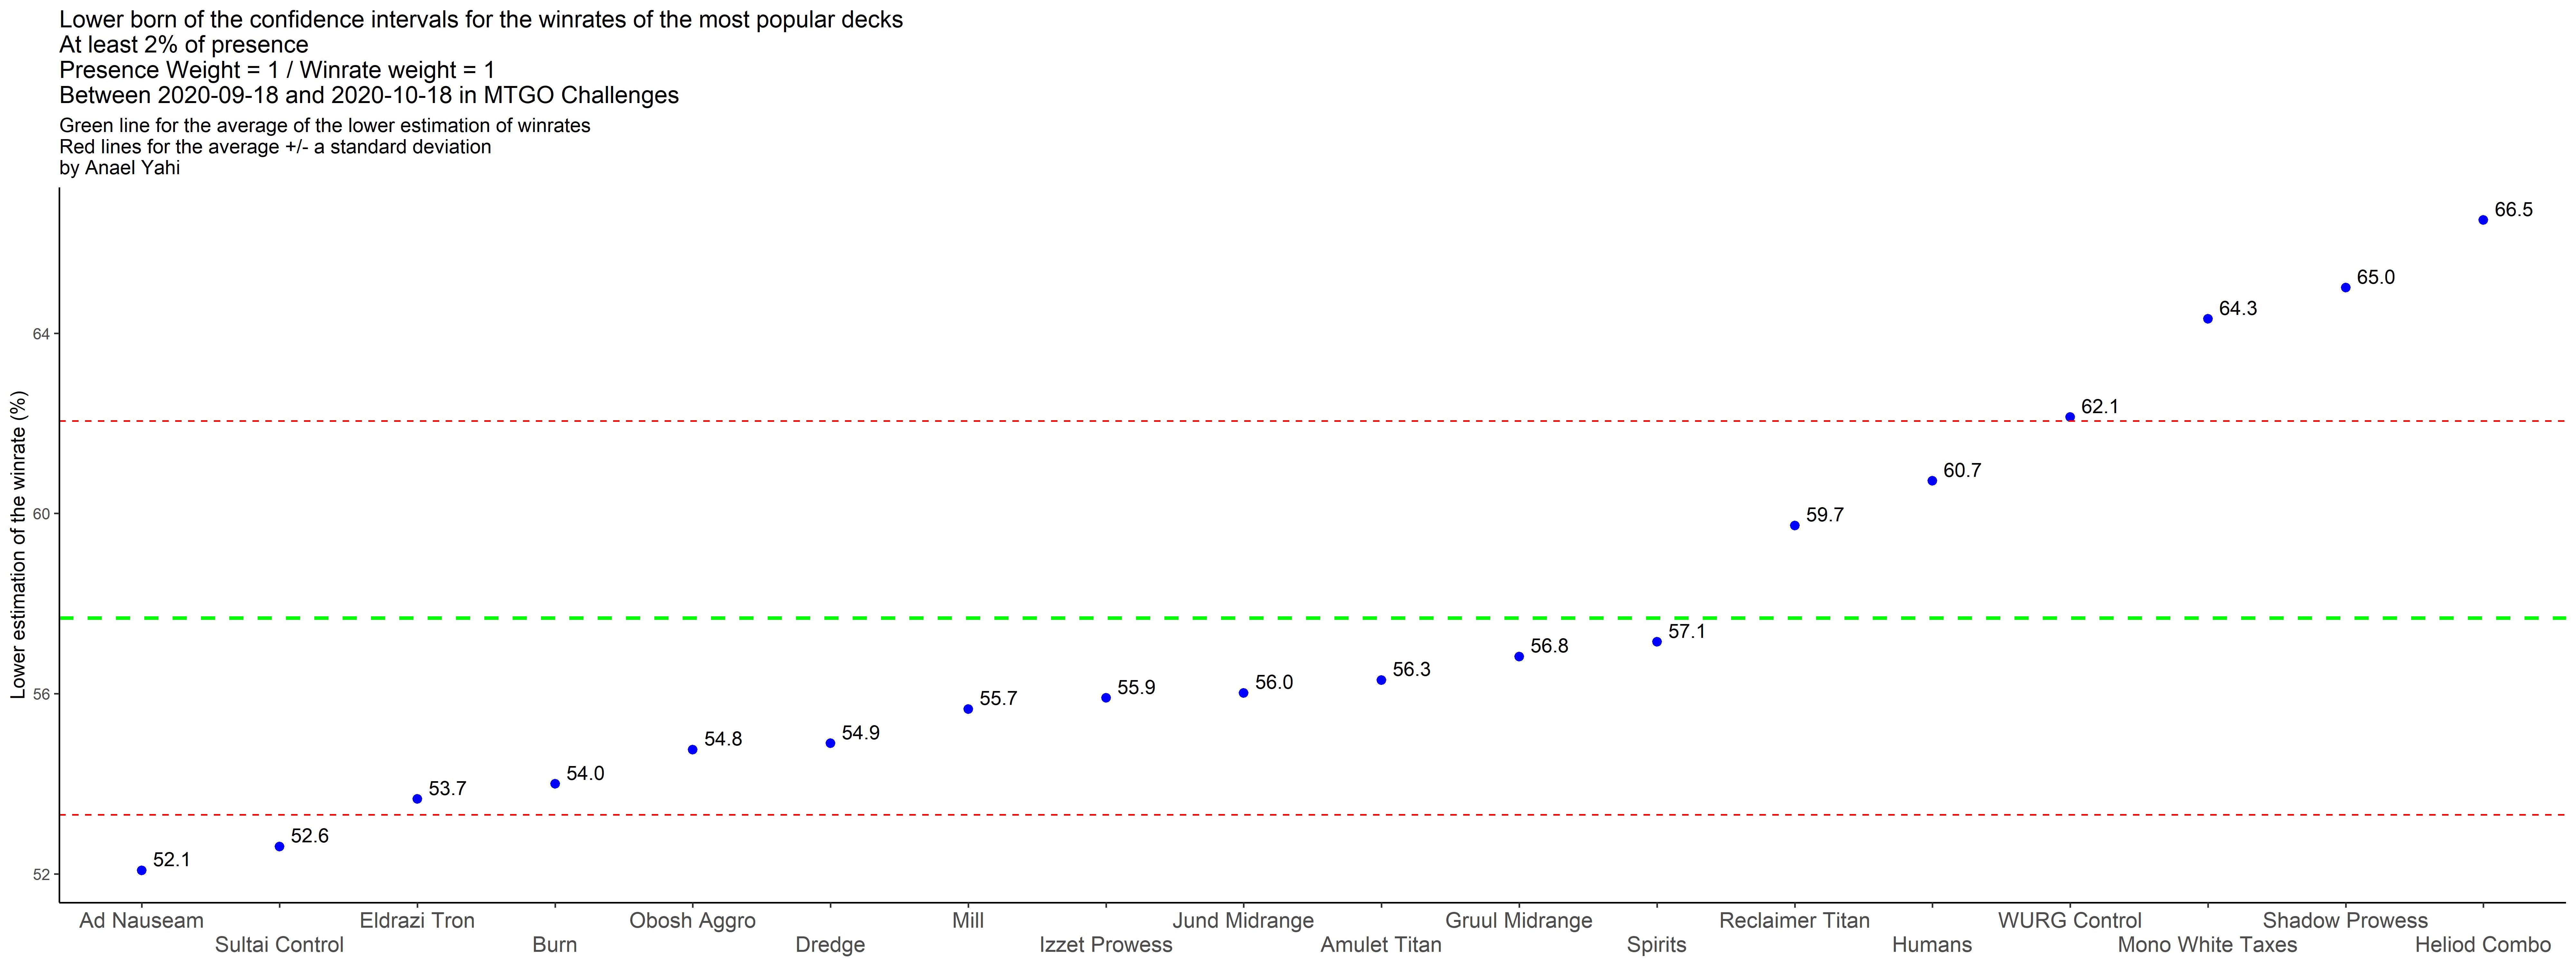 Lower born of the confidence intervals for the winrates of the most popular decks
At least 2% of presence
Presence Weight = 1 / Winrate weight = 1
Between 2020-09-18 and 2020-10-18 in MTGO Challenges
Green line for the average of the lower estimation of winrates
Red lines for the average +/- a standard deviation
by Anael Yahi
Lower estimation of the winrate (%)
64
60
56
52
52.1
52.6
53.7
54.0
54.8
54.9
55.7
55.9
56.0
56.3
56.8
57.1
59.7
60.7
62.1
64.3
65.0
66.5
Ad Nauseam
Sultai Control
Eldrazi Tron
Burn
Obosh Aggro
Dredge
Mill
Izzet Prowess
Jund Midrange
Amulet Titan
Gruul Midrange
Spirits
Reclaimer Titan
Humans
WURG Control
Mono White Taxes
Shadow Prowess
Heliod Combo